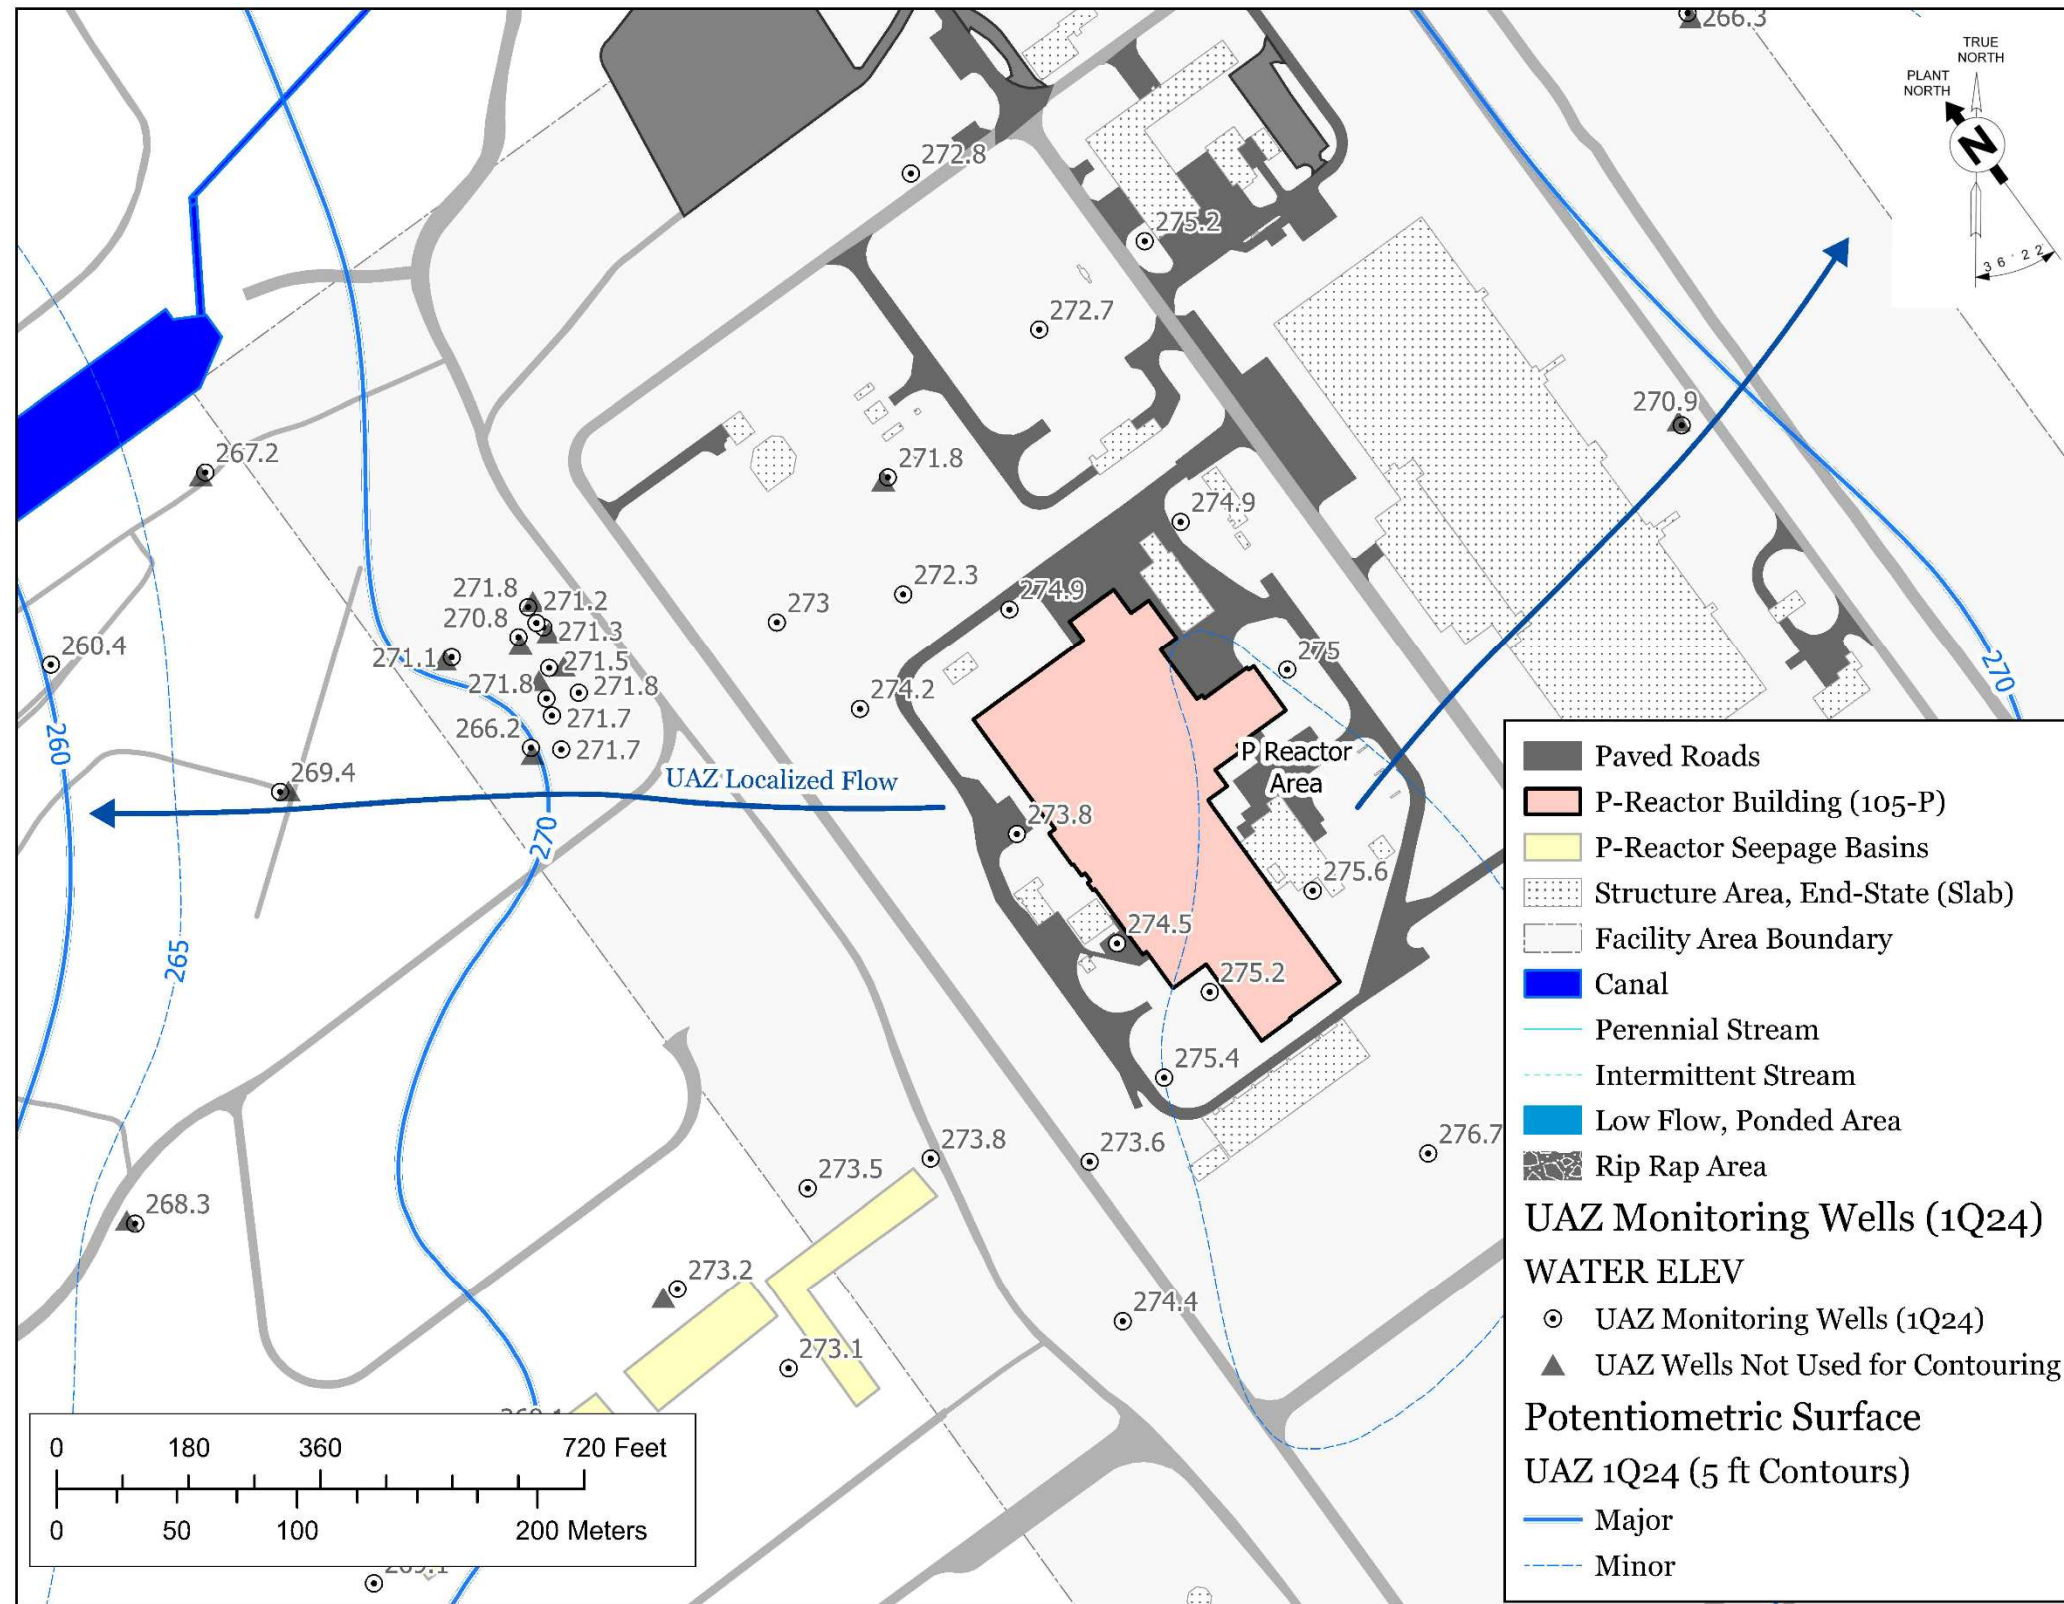 266.3
TRUE
NORTH
PLANT
NORTH
N
36°22'
272.8
275.2
272.7
270.9
267.2
271.8
274.9
271.8
271.2
272.3
274.9
270.8
271.3
273
260.4
271.1
271.5
275
270
271.8
271.8
274.2
266.2
271.7
271.7
260
P Reactor
Area
269.4
UAZ Localized Flow
270
273.8
275.6
265
274.5
275.2
275.4
273.8
273.6
276.7
273.5
268.3
273.2
274.4
273.1
0 180 360 720 Feet
0 50 100 200 Meters
Paved Roads
P-Reactor Building (105-P)
P-Reactor Seepage Basins
Structure Area, End-State (Slab)
Facility Area Boundary
Canal
Perennial Stream
Intermittent Stream
Low Flow, Ponded Area
Rip Rap Area
UAZ Monitoring Wells (1Q24)
WATER ELEV
UAZ Monitoring Wells (1Q24)
UAZ Wells Not Used for Contouring
Potentiometric Surface
UAZ 1Q24 (5 ft Contours)
Major
Minor